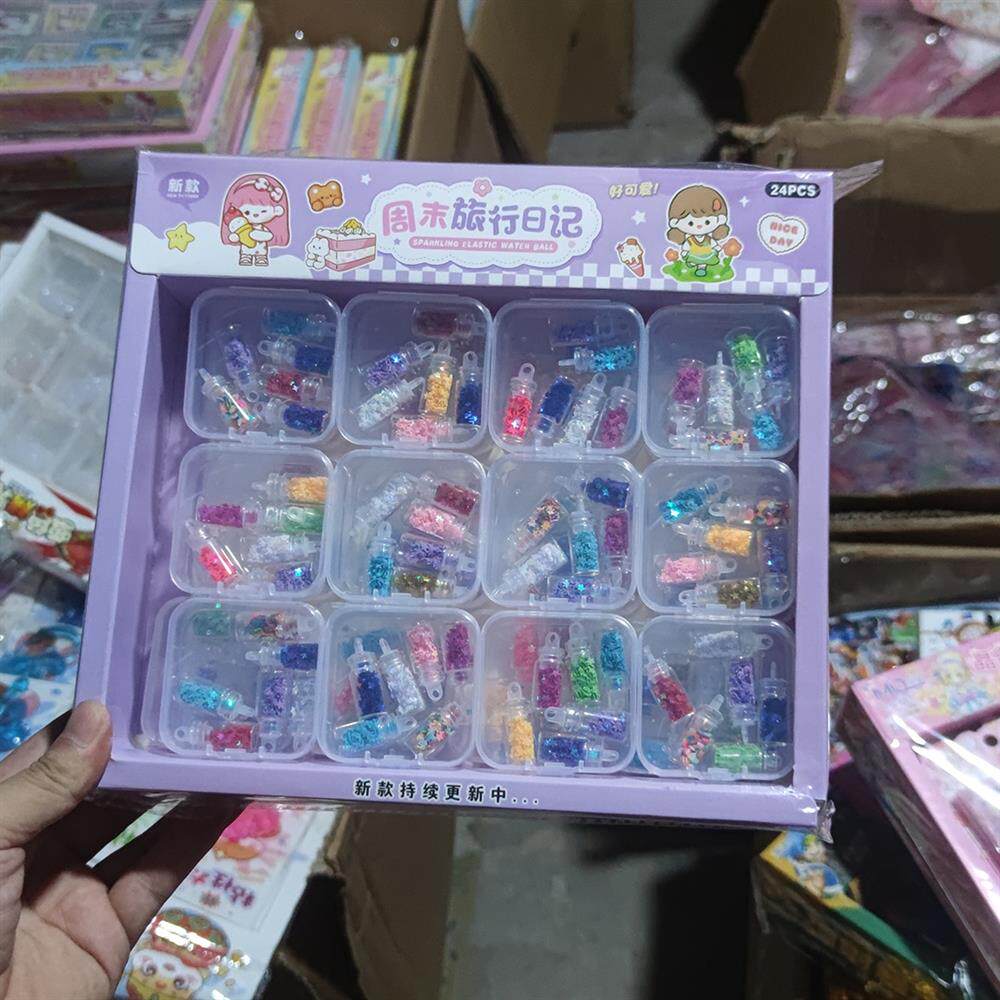 新款
周末旅行日记
SPARKLING ELASTIC WATER BALL
好可爱!
24PCS
NICE
DAY
新款持续更新中...